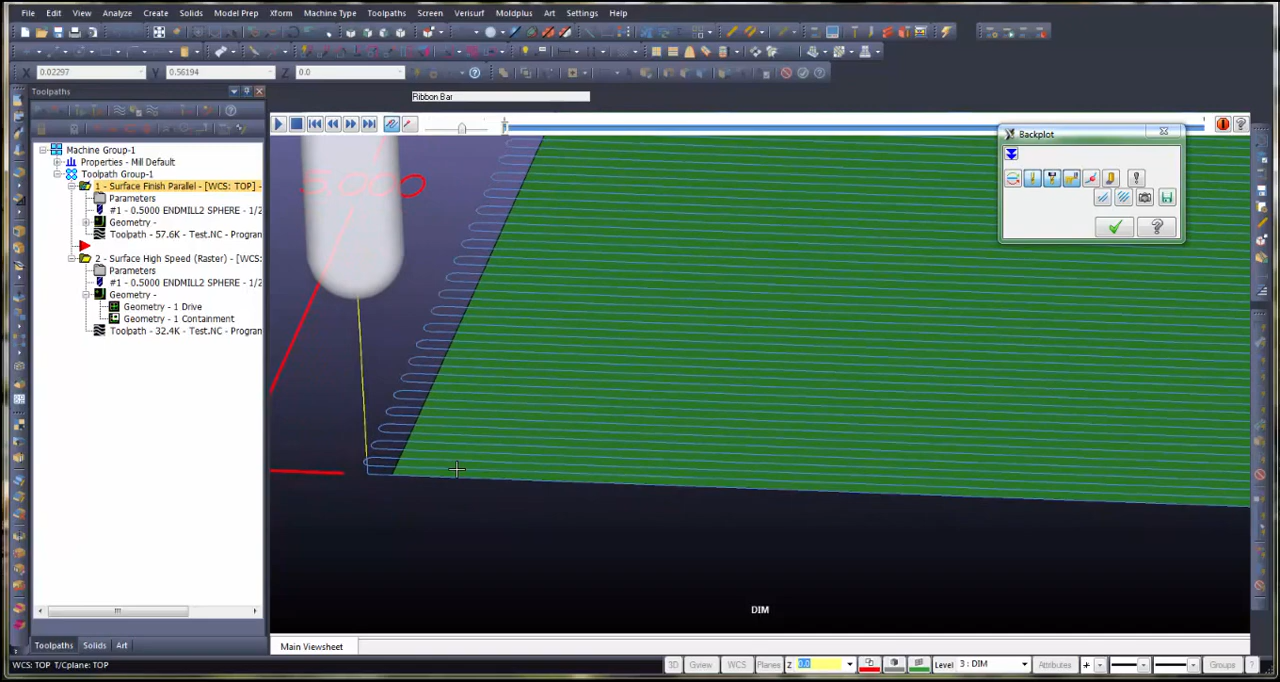 File Edit View Analyze Create Solids Model Prep Xform Machine Type Toolpaths Screen Verisurf Moldplus Art Settings Help
X 0.02297 Y 0.56194 Z 0.0
Toolpaths
Ribbon Bar
Machine Group-1
Properties - Mill Default
Toolpath Group-1
1 - Surface Finish Parallel - [WCS: TOP] -
Parameters
#1 - 0.5000 ENDMILL2 SPHERE - 1/2
Geometry -
Toolpath - 57.6K - Test.NC - Progran
2 - Surface High Speed (Raster) - [WCS:
Parameters
#1 - 0.5000 ENDMILL2 SPHERE - 1/2
Geometry -
Geometry - 1 Drive
Geometry - 1 Containment
Toolpath - 32.4K - Test.NC - Progran
Backplot
DIM
Toolpaths Solids Art
Main Viewsheet
WCS: TOP T/Cplane: TOP
3D Gview WCS Planes Z 0.0 Level 3 : DIM Attributes Groups ?